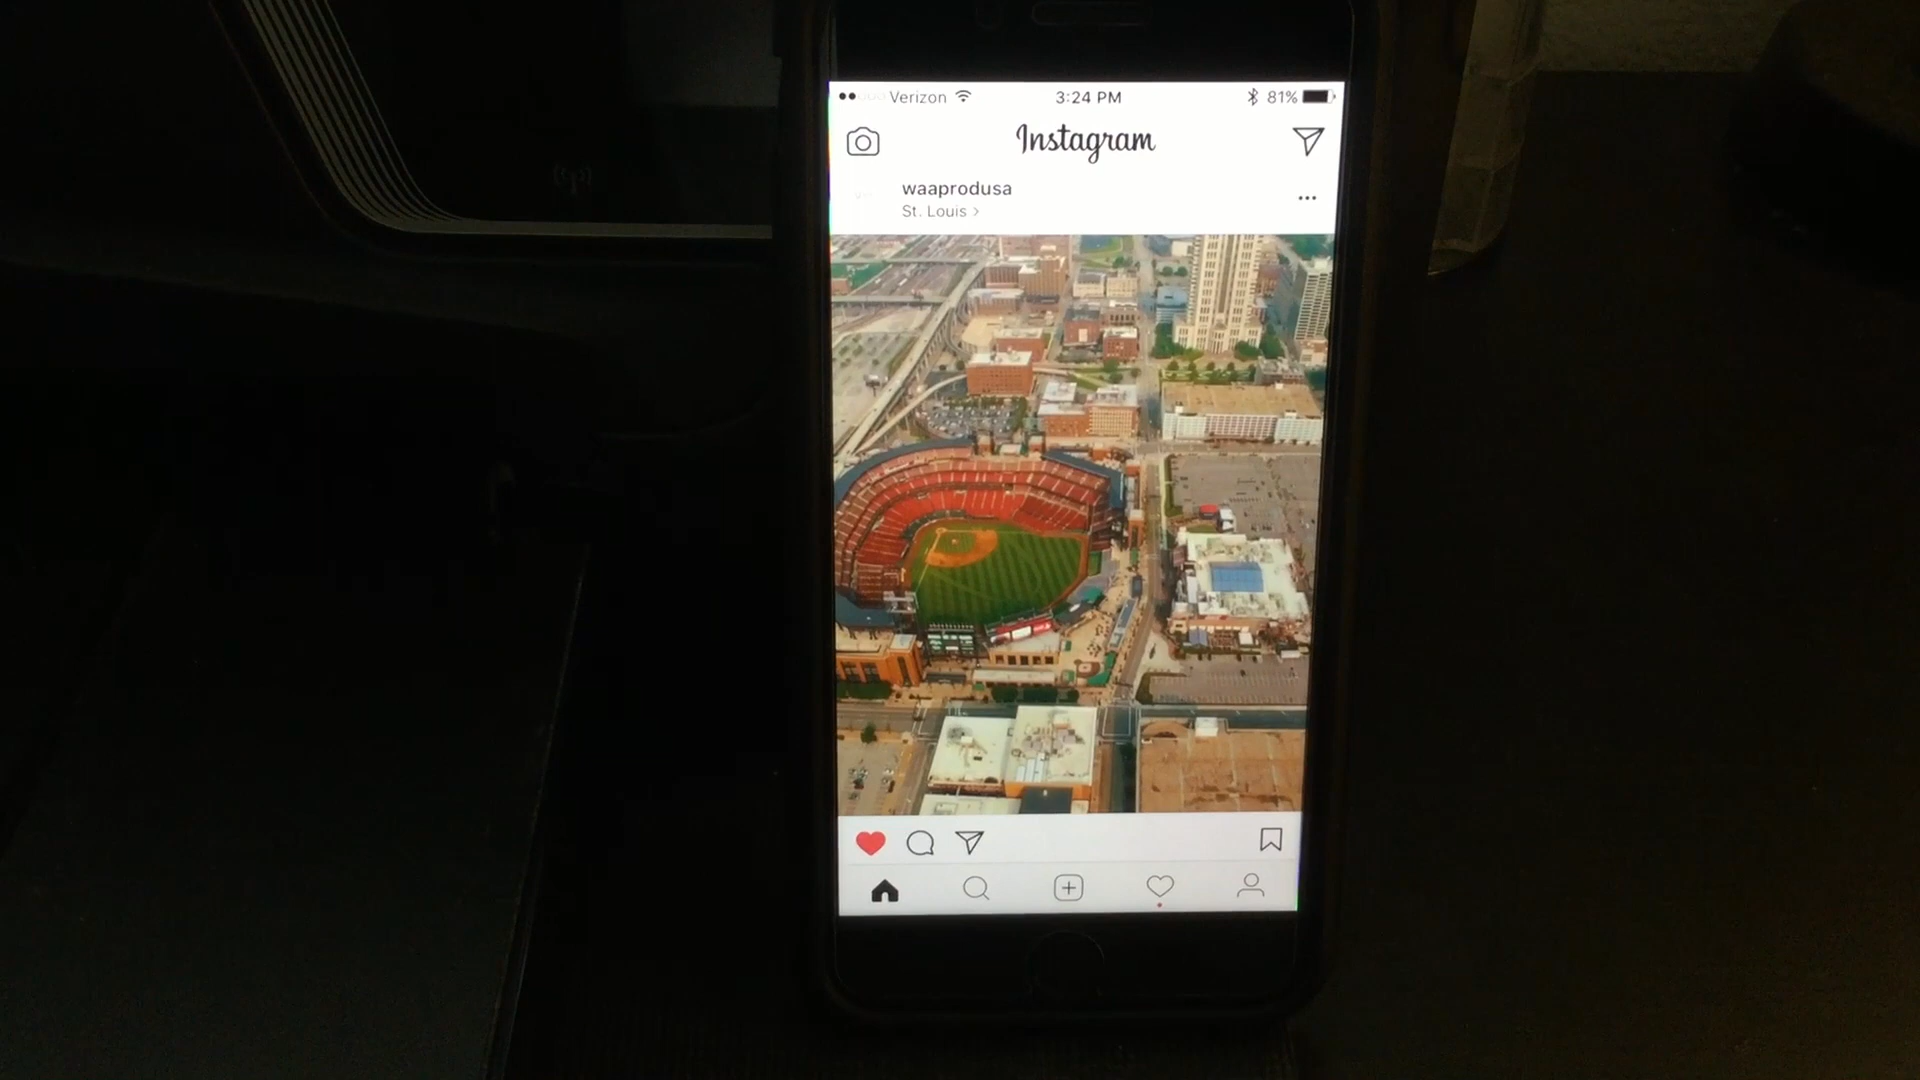 Verizon 3:24 PM 81%
Instagram
waaprodusa
St. Louis >
...